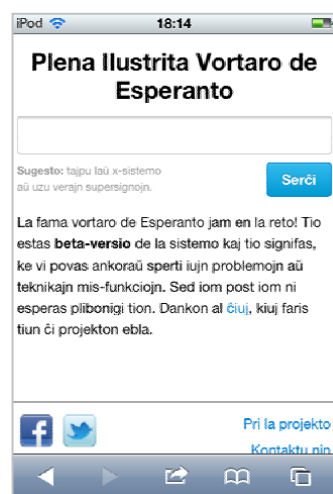 iPod 18:14
Plena Ilustrita Vortaro de
Esperanto
Sugesto: tajpu laŭ x-sistemo
aŭ uzu verajn supersignojn.
Serĉi
La fama vortaro de Esperanto jam en la reto! Tio
estas beta-versio de la sistemo kaj tio signifas,
ke vi povas ankoraŭ sperti iujn problemojn aŭ
teknikajn mis-funkciojn. Sed iom post iom ni
esperas plibonigi tion. Dankon al ĉiuj, kiuj faris
tiun ĉi projekton ebla.
Pri la projekto
Kontaktu nin